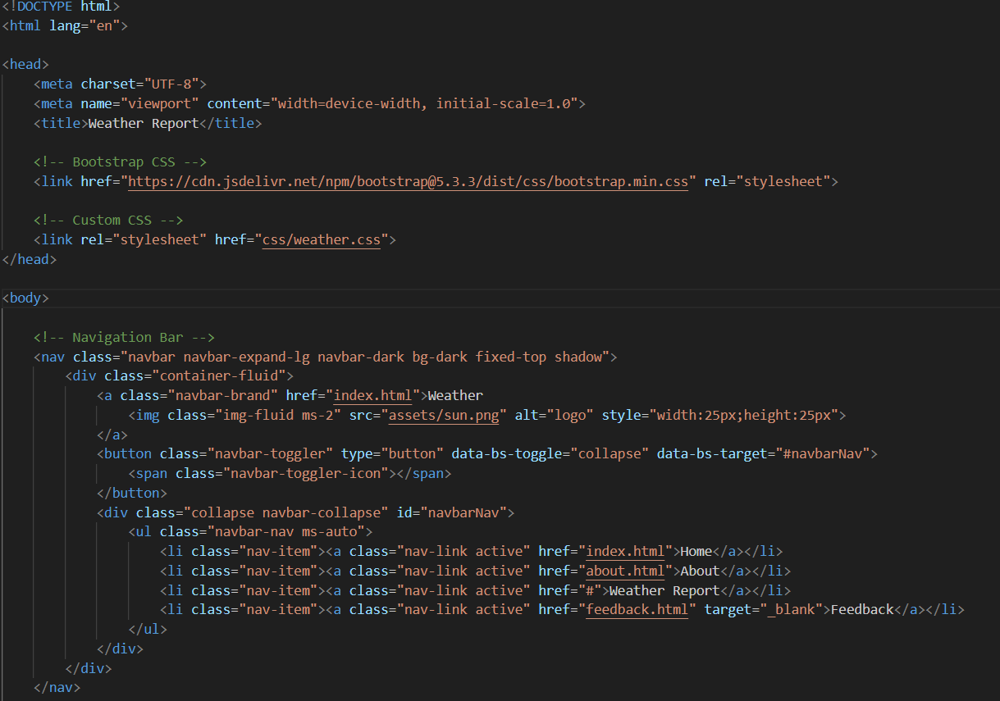 <!DOCTYPE html>
<html lang="en">
<head>
<meta charset="UTF-8">
<meta name="viewport" content="width=device-width, initial-scale=1.0">
<title>Weather Report</title>
<!-- Bootstrap CSS -->
<link href="https://cdn.jsdelivr.net/npm/bootstrap@5.3.3/dist/css/bootstrap.min.css" rel="stylesheet">
<!-- Custom CSS -->
<link rel="stylesheet" href="css/weather.css">
</head>
<body>
<!-- Navigation Bar -->
<nav class="navbar navbar-expand-lg navbar-dark bg-dark fixed-top shadow">
<div class="container-fluid">
<a class="navbar-brand" href="index.html">Weather
<img class="img-fluid ms-2" src="assets/sun.png" alt="logo" style="width:25px;height:25px">
</a>
<button class="navbar-toggler" type="button" data-bs-toggle="collapse" data-bs-target="#navbarNav">
<span class="navbar-toggler-icon"></span>
</button>
<div class="collapse navbar-collapse" id="navbarNav">
<ul class="navbar-nav ms-auto">
<li class="nav-item"><a class="nav-link active" href="index.html">Home</a></li>
<li class="nav-item"><a class="nav-link active" href="about.html">About</a></li>
<li class="nav-item"><a class="nav-link active" href="#">Weather Report</a></li>
<li class="nav-item"><a class="nav-link active" href="feedback.html" target="_blank">Feedback</a></li>
</ul>
</div>
</div>
</nav>